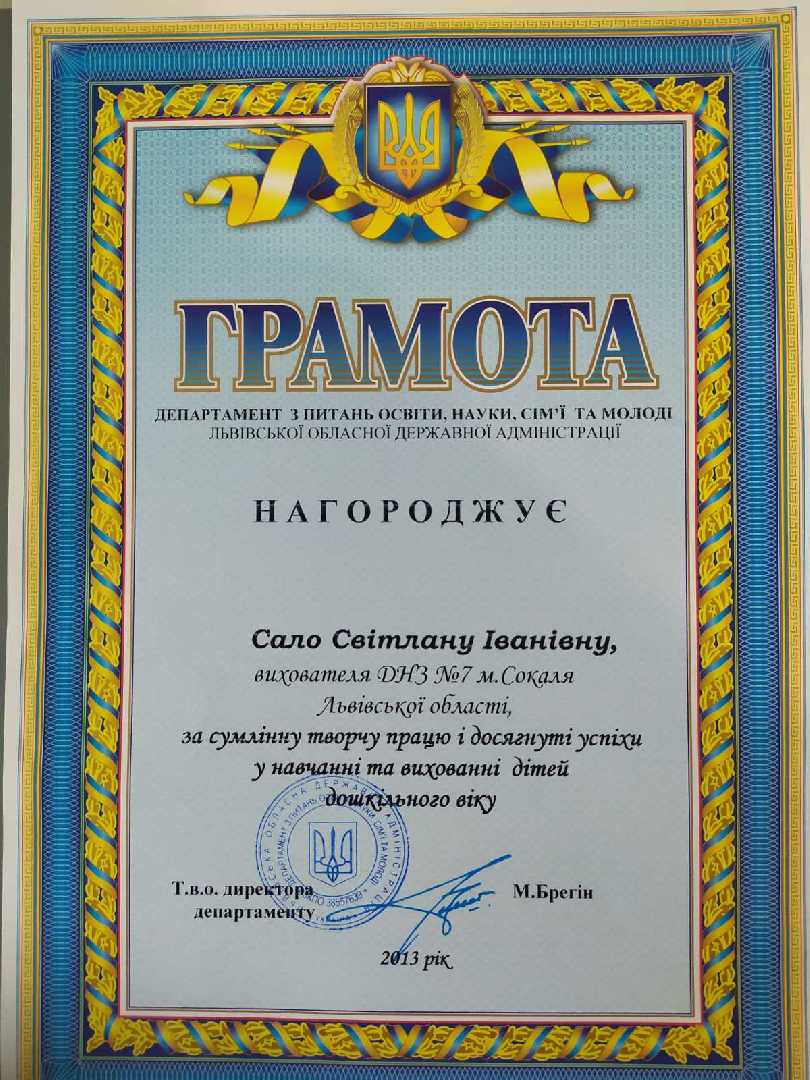 ГРАМОТА
ДЕПАРТАМЕНТ З ПИТАНЬ ОСВІТИ, НАУКИ, СІМ'Ї ТА МОЛОДІ
ЛЬВІВСЬКОЇ ОБЛАСНОЇ ДЕРЖАВНОЇ АДМІНІСТРАЦІЇ
НАГОРОДЖУЄ
Сало Світлану Іванівну,
вихователя ДНЗ №7 м.Сокаля
Львівської області,
за сумлінну творчу працю і досягнуті успіхи
у навчанні та вихованні дітей
дошкільного віку
Т.в.о. директора
департаменту
М.Брегін
2013 рік